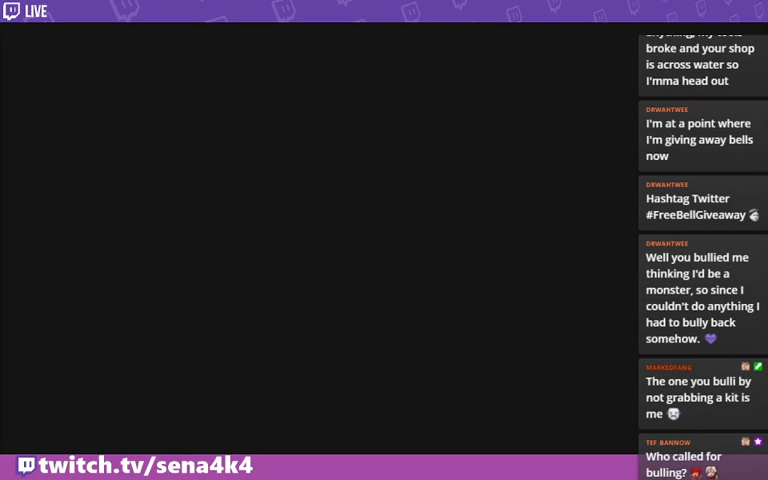 LIVE
broke and your shop
is across water so
I'mma head out
DRWAHTWEE
I'm at a point where
I'm giving away bells
now
DRWAHTWEE
Hashtag Twitter
#FreeBellGiveaway
DRWAHTWEE
Well you bullied me
thinking I'd be a
monster, so since I
couldn't do anything I
had to bully back
somehow.
MARKEDFANG
The one you bulli by
not grabbing a kit is
me
TEF BANNOW
Who called for
bulling?
twitch.tv/sena4k4